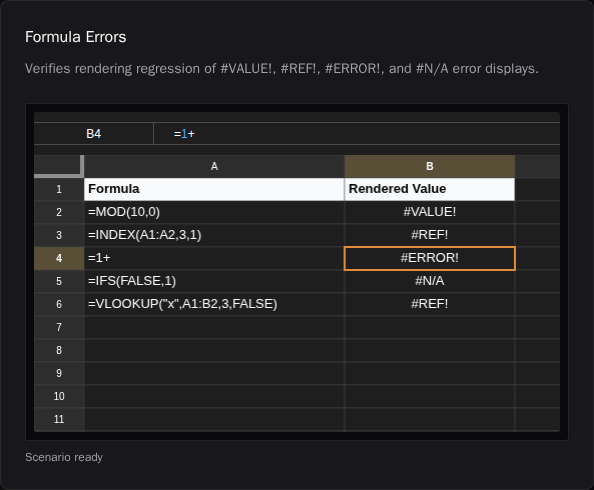 Formula Errors
Verifies rendering regression of #VALUE!, #REF!, #ERROR!, and #N/A error displays.
B4 =1+
A B
1 Formula Rendered Value
2 =MOD(10,0) #VALUE!
3 =INDEX(A1:A2,3,1) #REF!
4 =1+ #ERROR!
5 =IFS(FALSE,1) #N/A
6 =VLOOKUP("x",A1:B2,3,FALSE) #REF!
7
8
9
10
11
Scenario ready